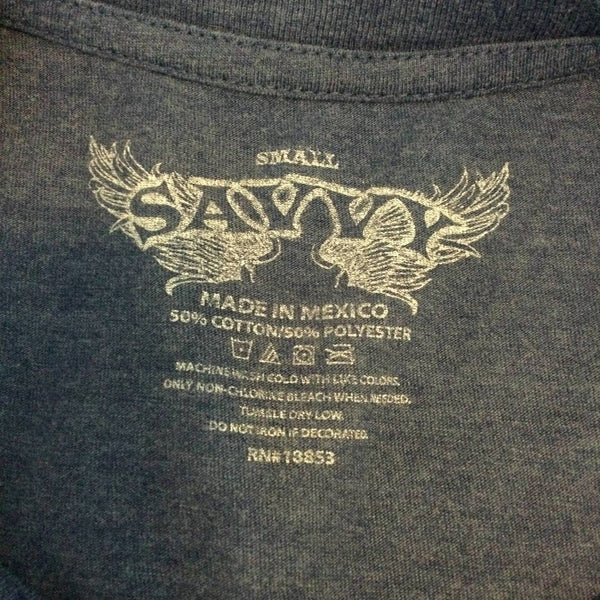 SMALL
SAVVY
MADE IN MEXICO
50% COTTON/50% POLYESTER
MACHINE WASH COLD WITH LIKE COLORS.
ONLY NON-CHLORINE BLEACH WHEN NEEDED.
TUMBLE DRY LOW.
DO NOT IRON IF DECORATED.
RN#13853